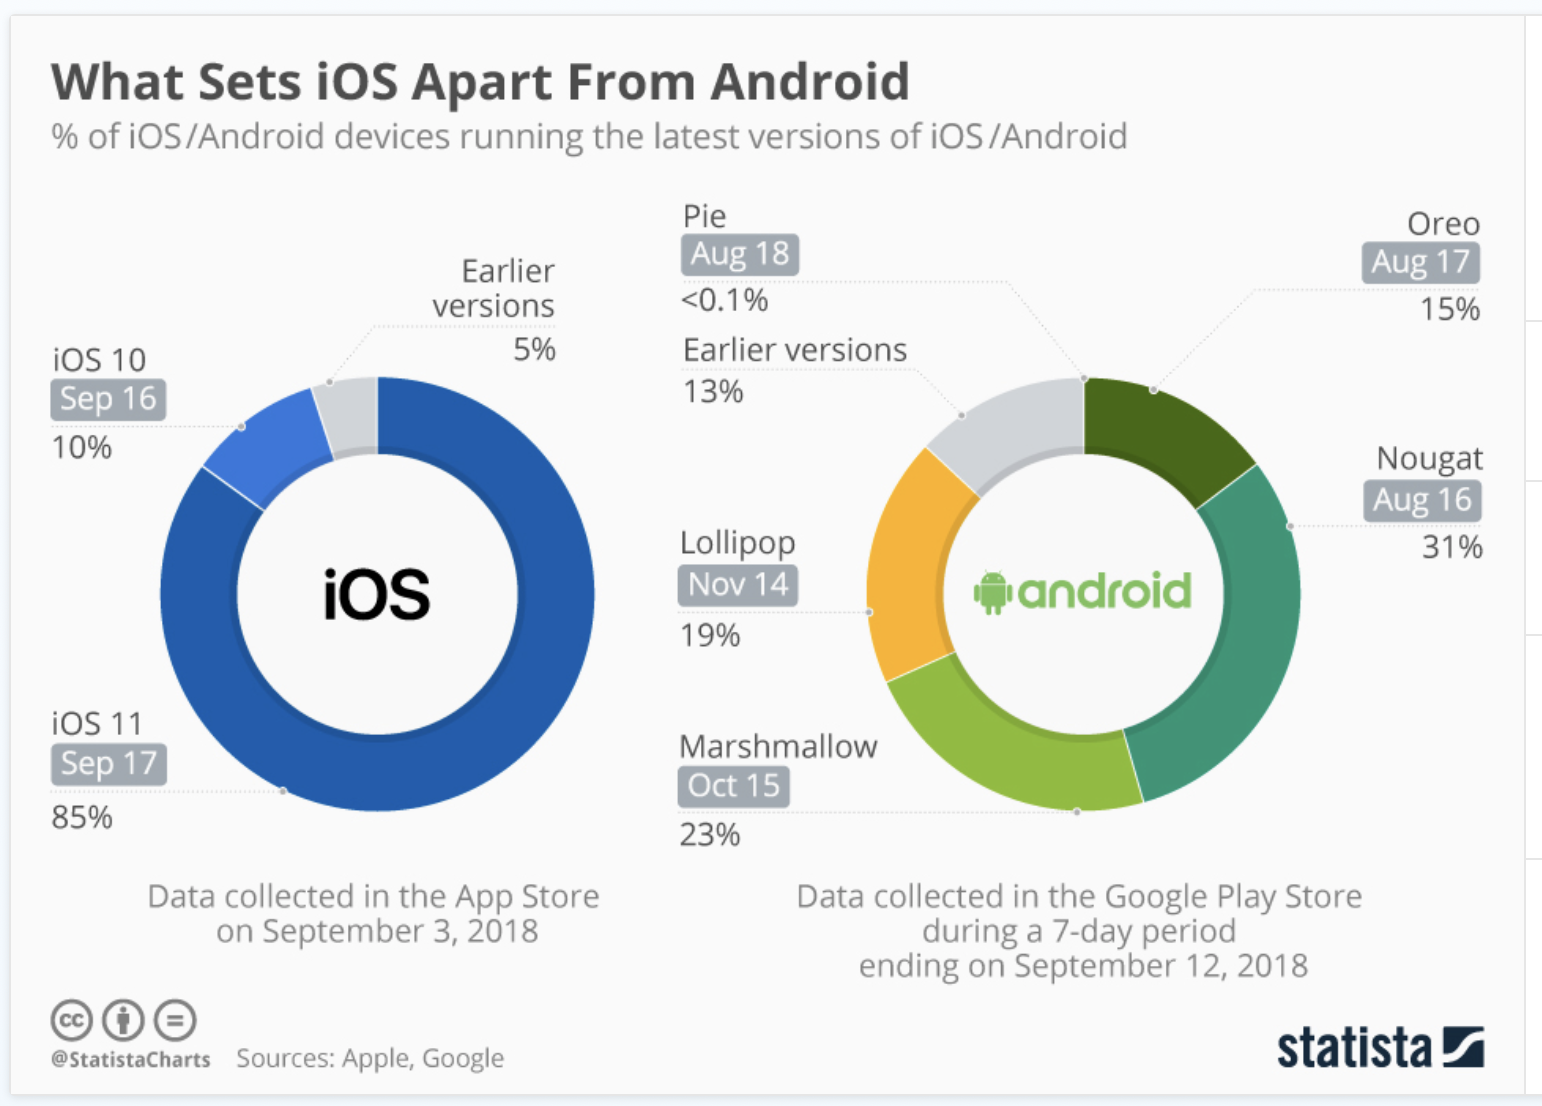 What Sets iOS Apart From Android
% of iOS/Android devices running the latest versions of iOS/Android
Earlier
versions
5%
iOS 10
Sep 16
10%
iOS
iOS 11
Sep 17
85%
Data collected in the App Store
on September 3, 2018
Pie
Aug 18
<0.1%
Earlier versions
13%
Oreo
Aug 17
15%
Nougat
Aug 16
31%
Lollipop
Nov 14
19%
android
Marshmallow
Oct 15
23%
Data collected in the Google Play Store
during a 7-day period
ending on September 12, 2018
cc
@StatistaCharts Sources: Apple, Google
statista